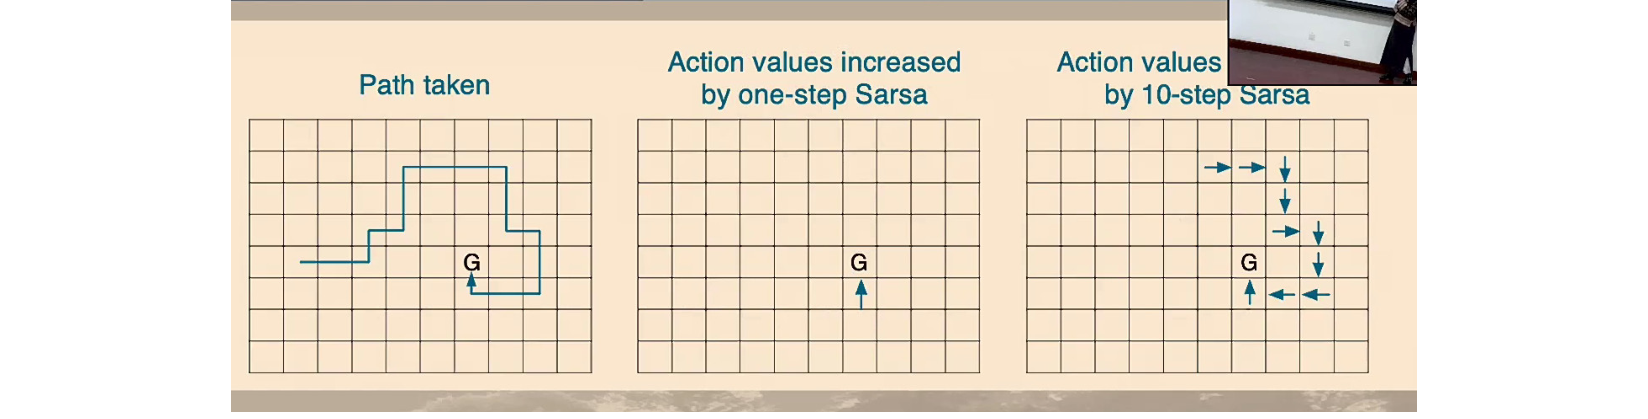 Path taken
Action values increased
by one-step Sarsa
Action values
by 10-step Sarsa
G
G
G